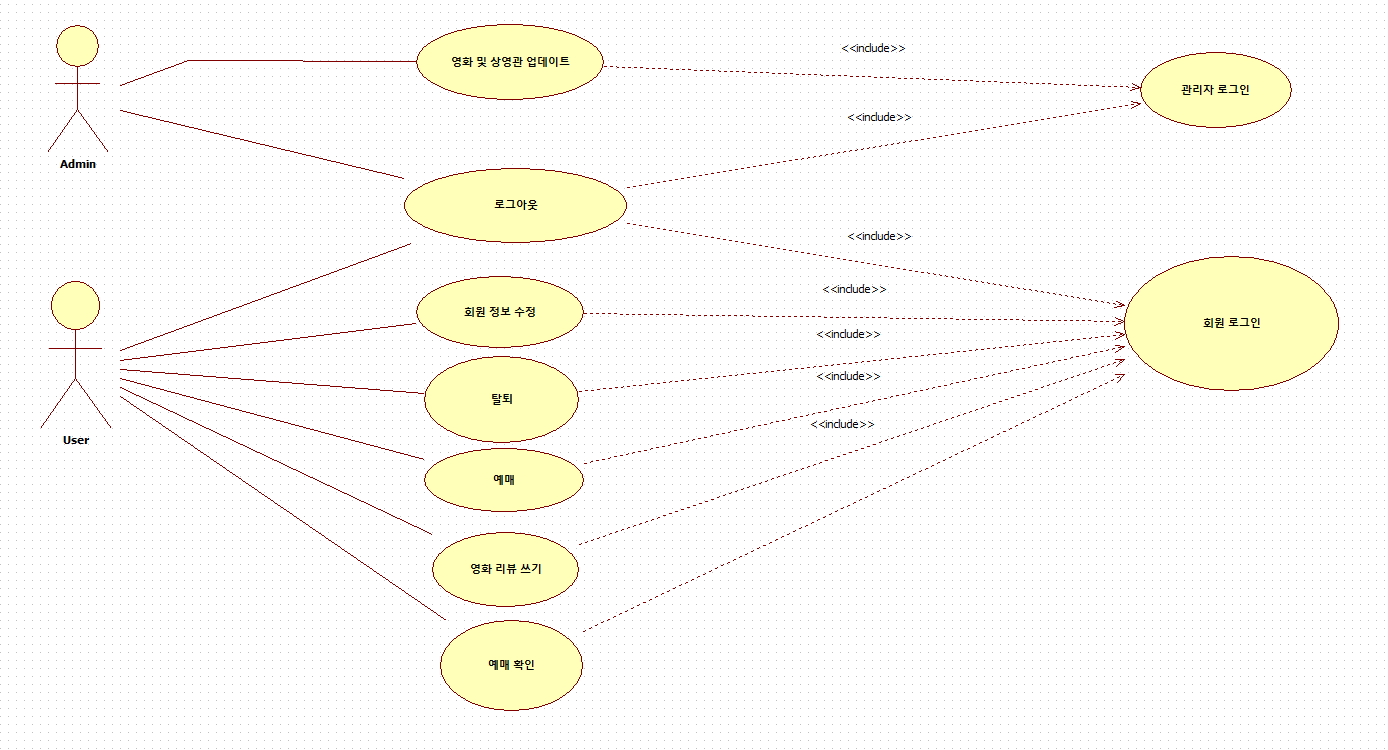 영화 및 상영관 업데이트
<<include>>
관리자 로그인
<<include>>
Admin
로그아웃
<<include>>
<<include>>
회원 정보 수정
회원 로그인
<<include>>
<<include>>
탈퇴
<<include>>
User
예매
영화 리뷰 쓰기
예매 확인